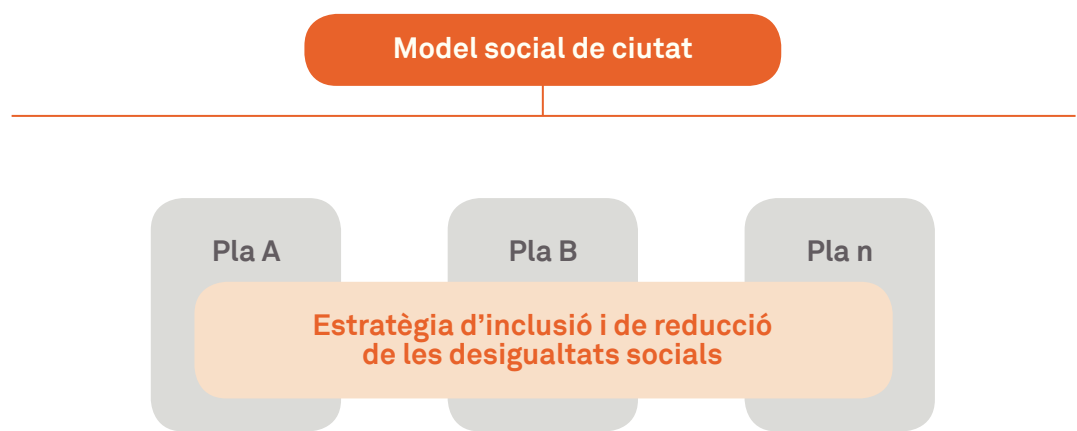 Model social de ciutat
Pla A
Pla B
Pla n
Estratègia d’inclusió i de reducció
de les desigualtats socials